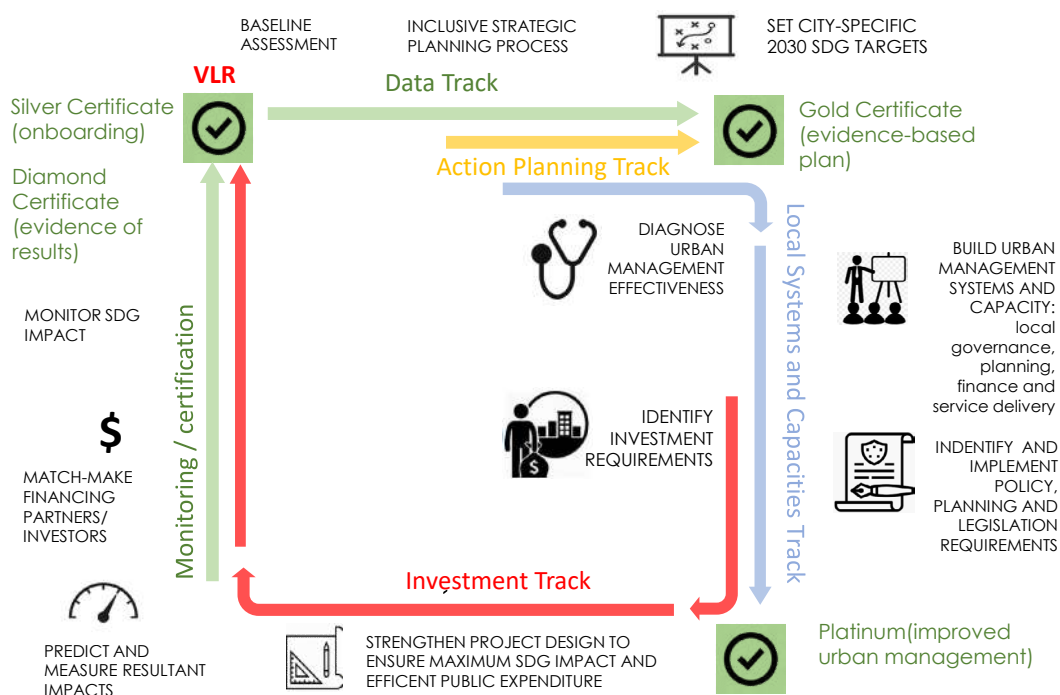 BASELINE
ASSESSMENT
INCLUSIVE STRATEGIC
PLANNING PROCESS
SET CITY-SPECIFIC
2030 SDG TARGETS
VLR
Data Track
Silver Certificate
(onboarding)
Gold Certificate
(evidence-based
plan)
Action Planning Track
Diamond
Certificate
(evidence of
results)
DIAGNOSE
URBAN
MANAGEMENT
EFFECTIVENESS
Local Systems and Capacities Track
BUILD URBAN
MANAGEMENT
SYSTEMS AND
CAPACITY:
local
governance,
planning,
finance and
service delivery
MONITOR SDG
IMPACT
Monitoring / certification
$
IDENTIFY
INVESTMENT
REQUIREMENTS
$
MATCH-MAKE
FINANCING
PARTNERS/
INVESTORS
INDENTIFY AND
IMPLEMENT
POLICY,
PLANNING AND
LEGISLATION
REQUIREMENTS
Investment Track
PREDICT AND
MEASURE RESULTANT
IMPACTS
STRENGTHEN PROJECT DESIGN TO
ENSURE MAXIMUM SDG IMPACT AND
EFFICENT PUBLIC EXPENDITURE
Platinum(improved
urban management)